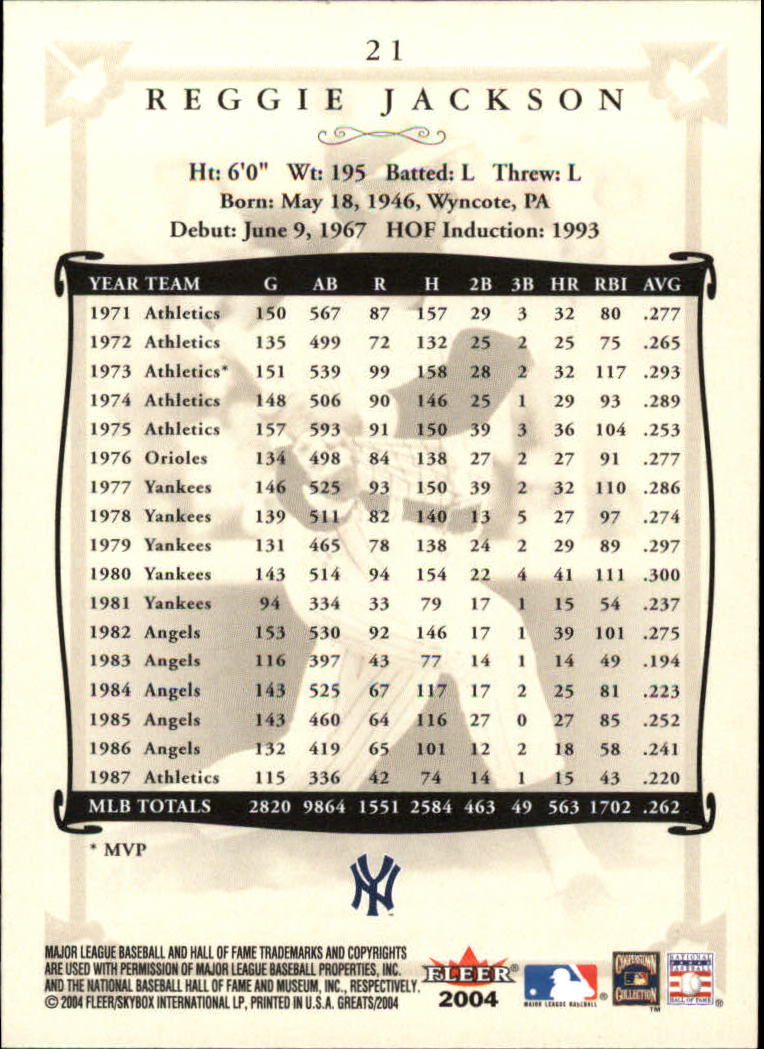 21
REGGIE JACKSON
Ht: 6'0" Wt: 195 Batted: L Threw: L
Born: May 18, 1946, Wyncote, PA
Debut: June 9, 1967 HOF Induction: 1993
YEAR TEAM G AB R H 2B 3B HR RBI AVG
1971 Athletics 150 567 87 157 29 3 32 80 .277
1972 Athletics 135 499 72 132 25 2 25 75 .265
1973 Athletics* 151 539 99 158 28 2 32 117 .293
1974 Athletics 148 506 90 146 25 1 29 93 .289
1975 Athletics 157 593 91 150 39 3 36 104 .253
1976 Orioles 134 498 84 138 27 2 27 91 .277
1977 Yankees 146 525 93 150 39 2 32 110 .286
1978 Yankees 139 511 82 140 13 5 27 97 .274
1979 Yankees 131 465 78 138 24 2 29 89 .297
1980 Yankees 143 514 94 154 22 4 41 111 .300
1981 Yankees 94 334 33 79 17 1 15 54 .237
1982 Angels 153 530 92 146 17 1 39 101 .275
1983 Angels 116 397 43 77 14 1 14 49 .194
1984 Angels 143 525 67 117 17 2 25 81 .223
1985 Angels 143 460 64 116 27 0 27 85 .252
1986 Angels 132 419 65 101 12 2 18 58 .241
1987 Athletics 115 336 42 74 14 1 15 43 .220
MLB TOTALS 2820 9864 1551 2584 463 49 563 1702 .262
* MVP
NY
MAJOR LEAGUE BASEBALL AND HALL OF FAME TRADEMARKS AND COPYRIGHTS
ARE USED WITH PERMISSION OF MAJOR LEAGUE BASEBALL PROPERTIES, INC.
AND THE NATIONAL BASEBALL HALL OF FAME AND MUSEUM, INC., RESPECTIVELY.
© 2004 FLEER/SKYBOX INTERNATIONAL LP, PRINTED IN U.S.A. GREATS/2004
FLEER®
2004
MAJOR LEAGUE BASEBALL®
COOPERSTOWN
COLLECTION
TM
NATIONAL
BASEBALL
HALL OF FAME
®